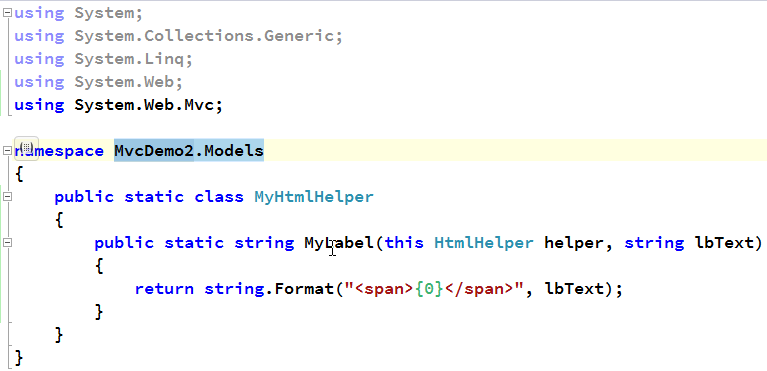 using System;
using System.Collections.Generic;
using System.Linq;
using System.Web;
using System.Web.Mvc;
namespace MvcDemo2.Models
{
public static class MyHtmlHelper
{
public static string MyLabel(this HtmlHelper helper, string lbText)
{
return string.Format("<span>{0}</span>", lbText);
}
}
}